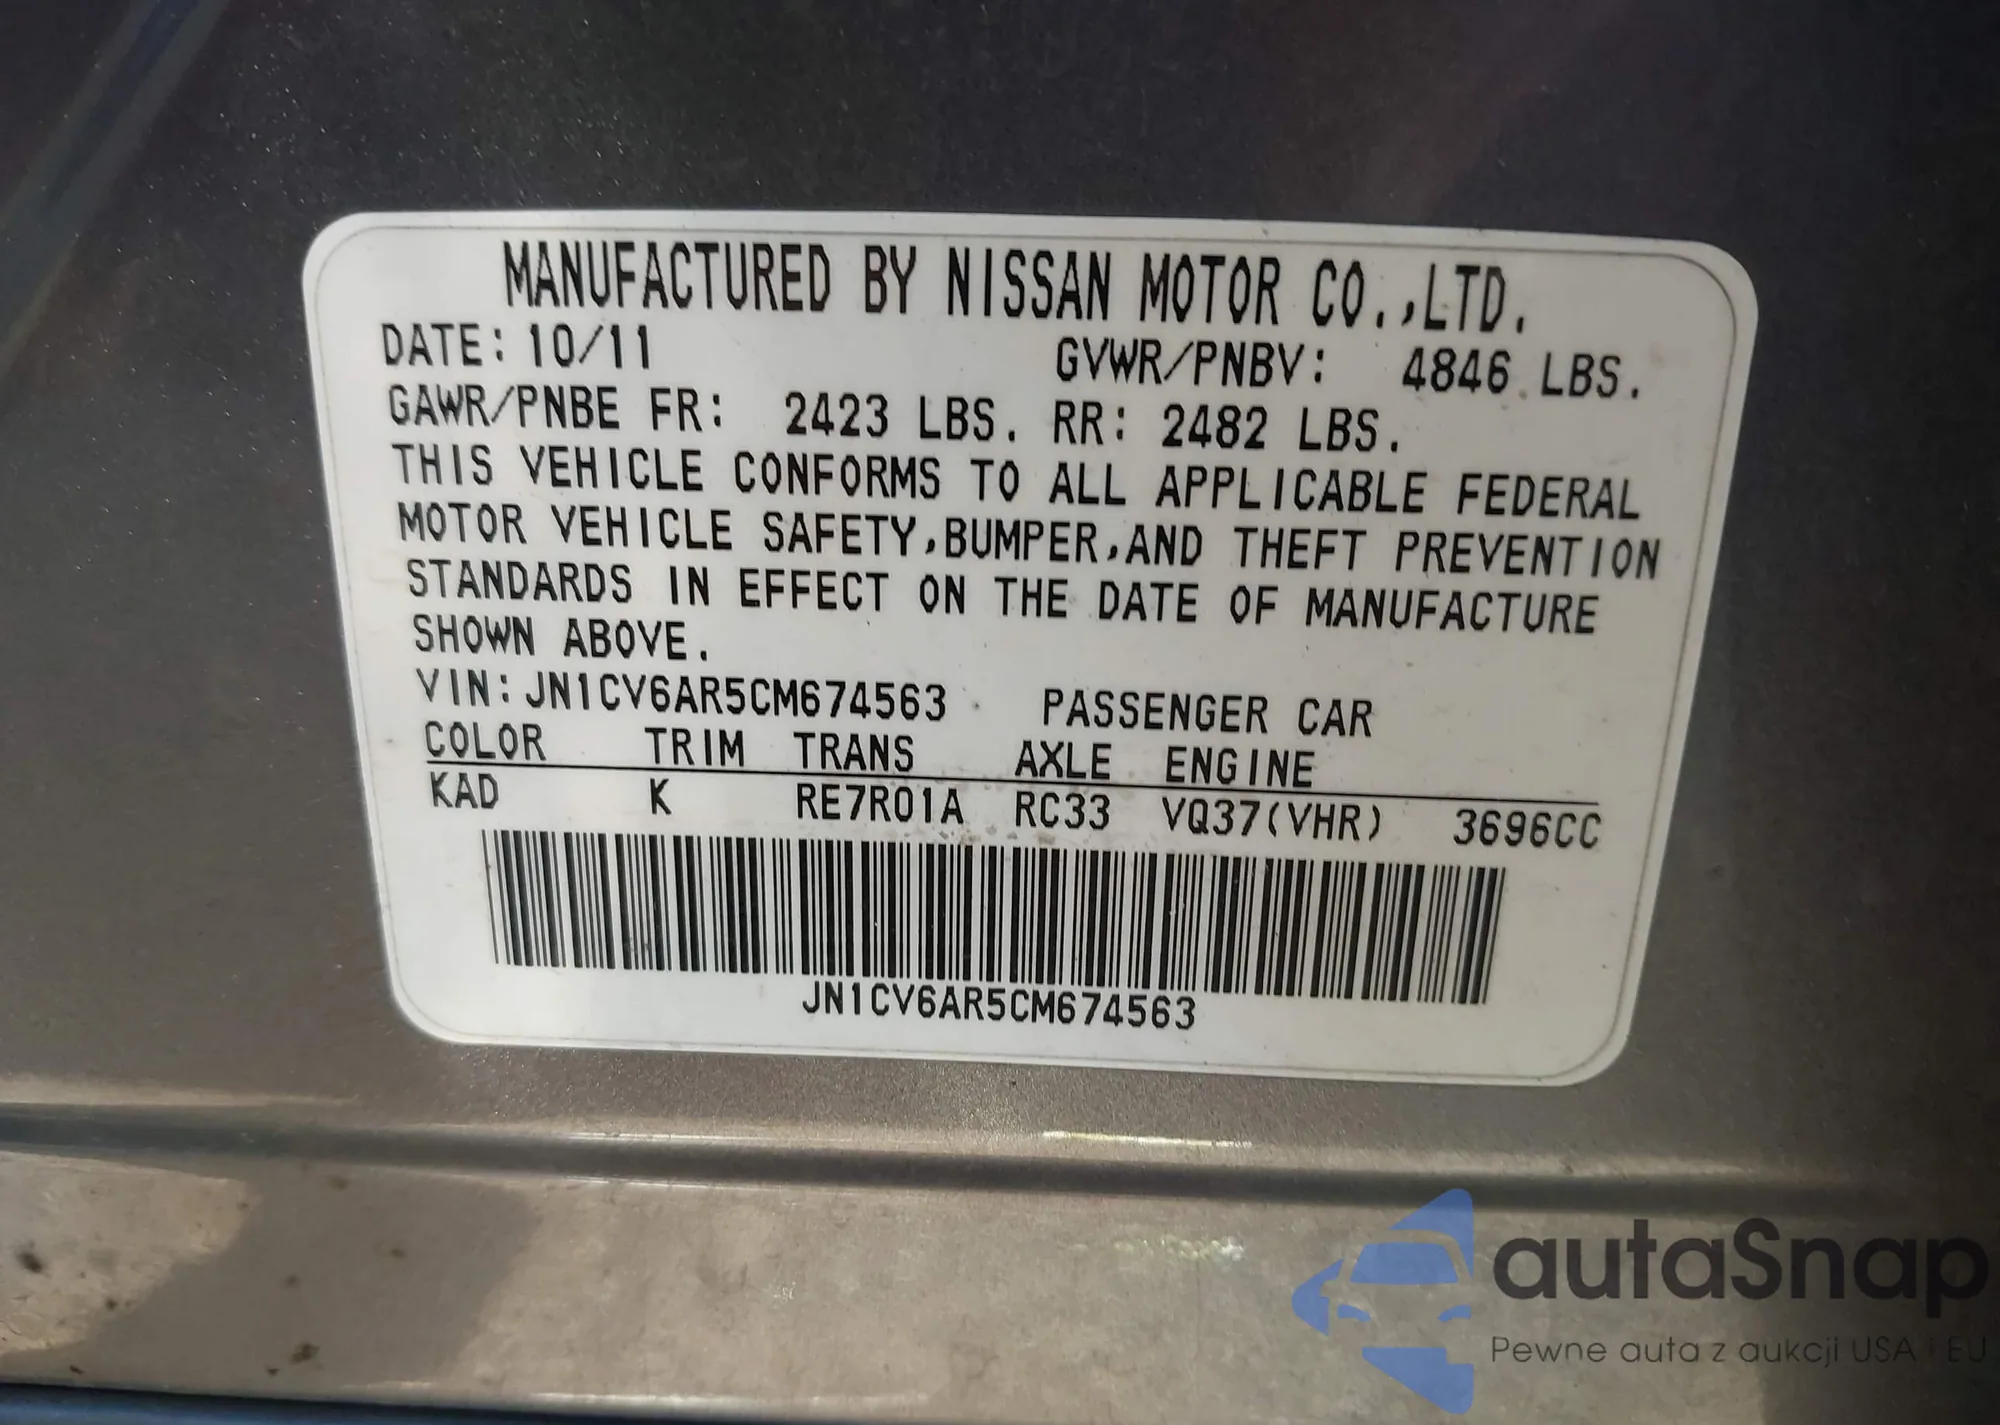 MANUFACTURED BY NISSAN MOTOR CO.,LTD.
DATE: 10/11 GVWR/PNBV: 4846 LBS.
GAWR/PNBE FR: 2423 LBS. RR: 2482 LBS.
THIS VEHICLE CONFORMS TO ALL APPLICABLE FEDERAL
MOTOR VEHICLE SAFETY,BUMPER,AND THEFT PREVENTION
STANDARDS IN EFFECT ON THE DATE OF MANUFACTURE
SHOWN ABOVE.
VIN: JN1CV6AR5CM674563 PASSENGER CAR
COLOR TRIM TRANS AXLE ENGINE
KAD K RE7R01A RC33 VQ37(VHR) 3696CC
JN1CV6AR5CM674563
autaSnap
Pewne auta z aukcji USA i EU